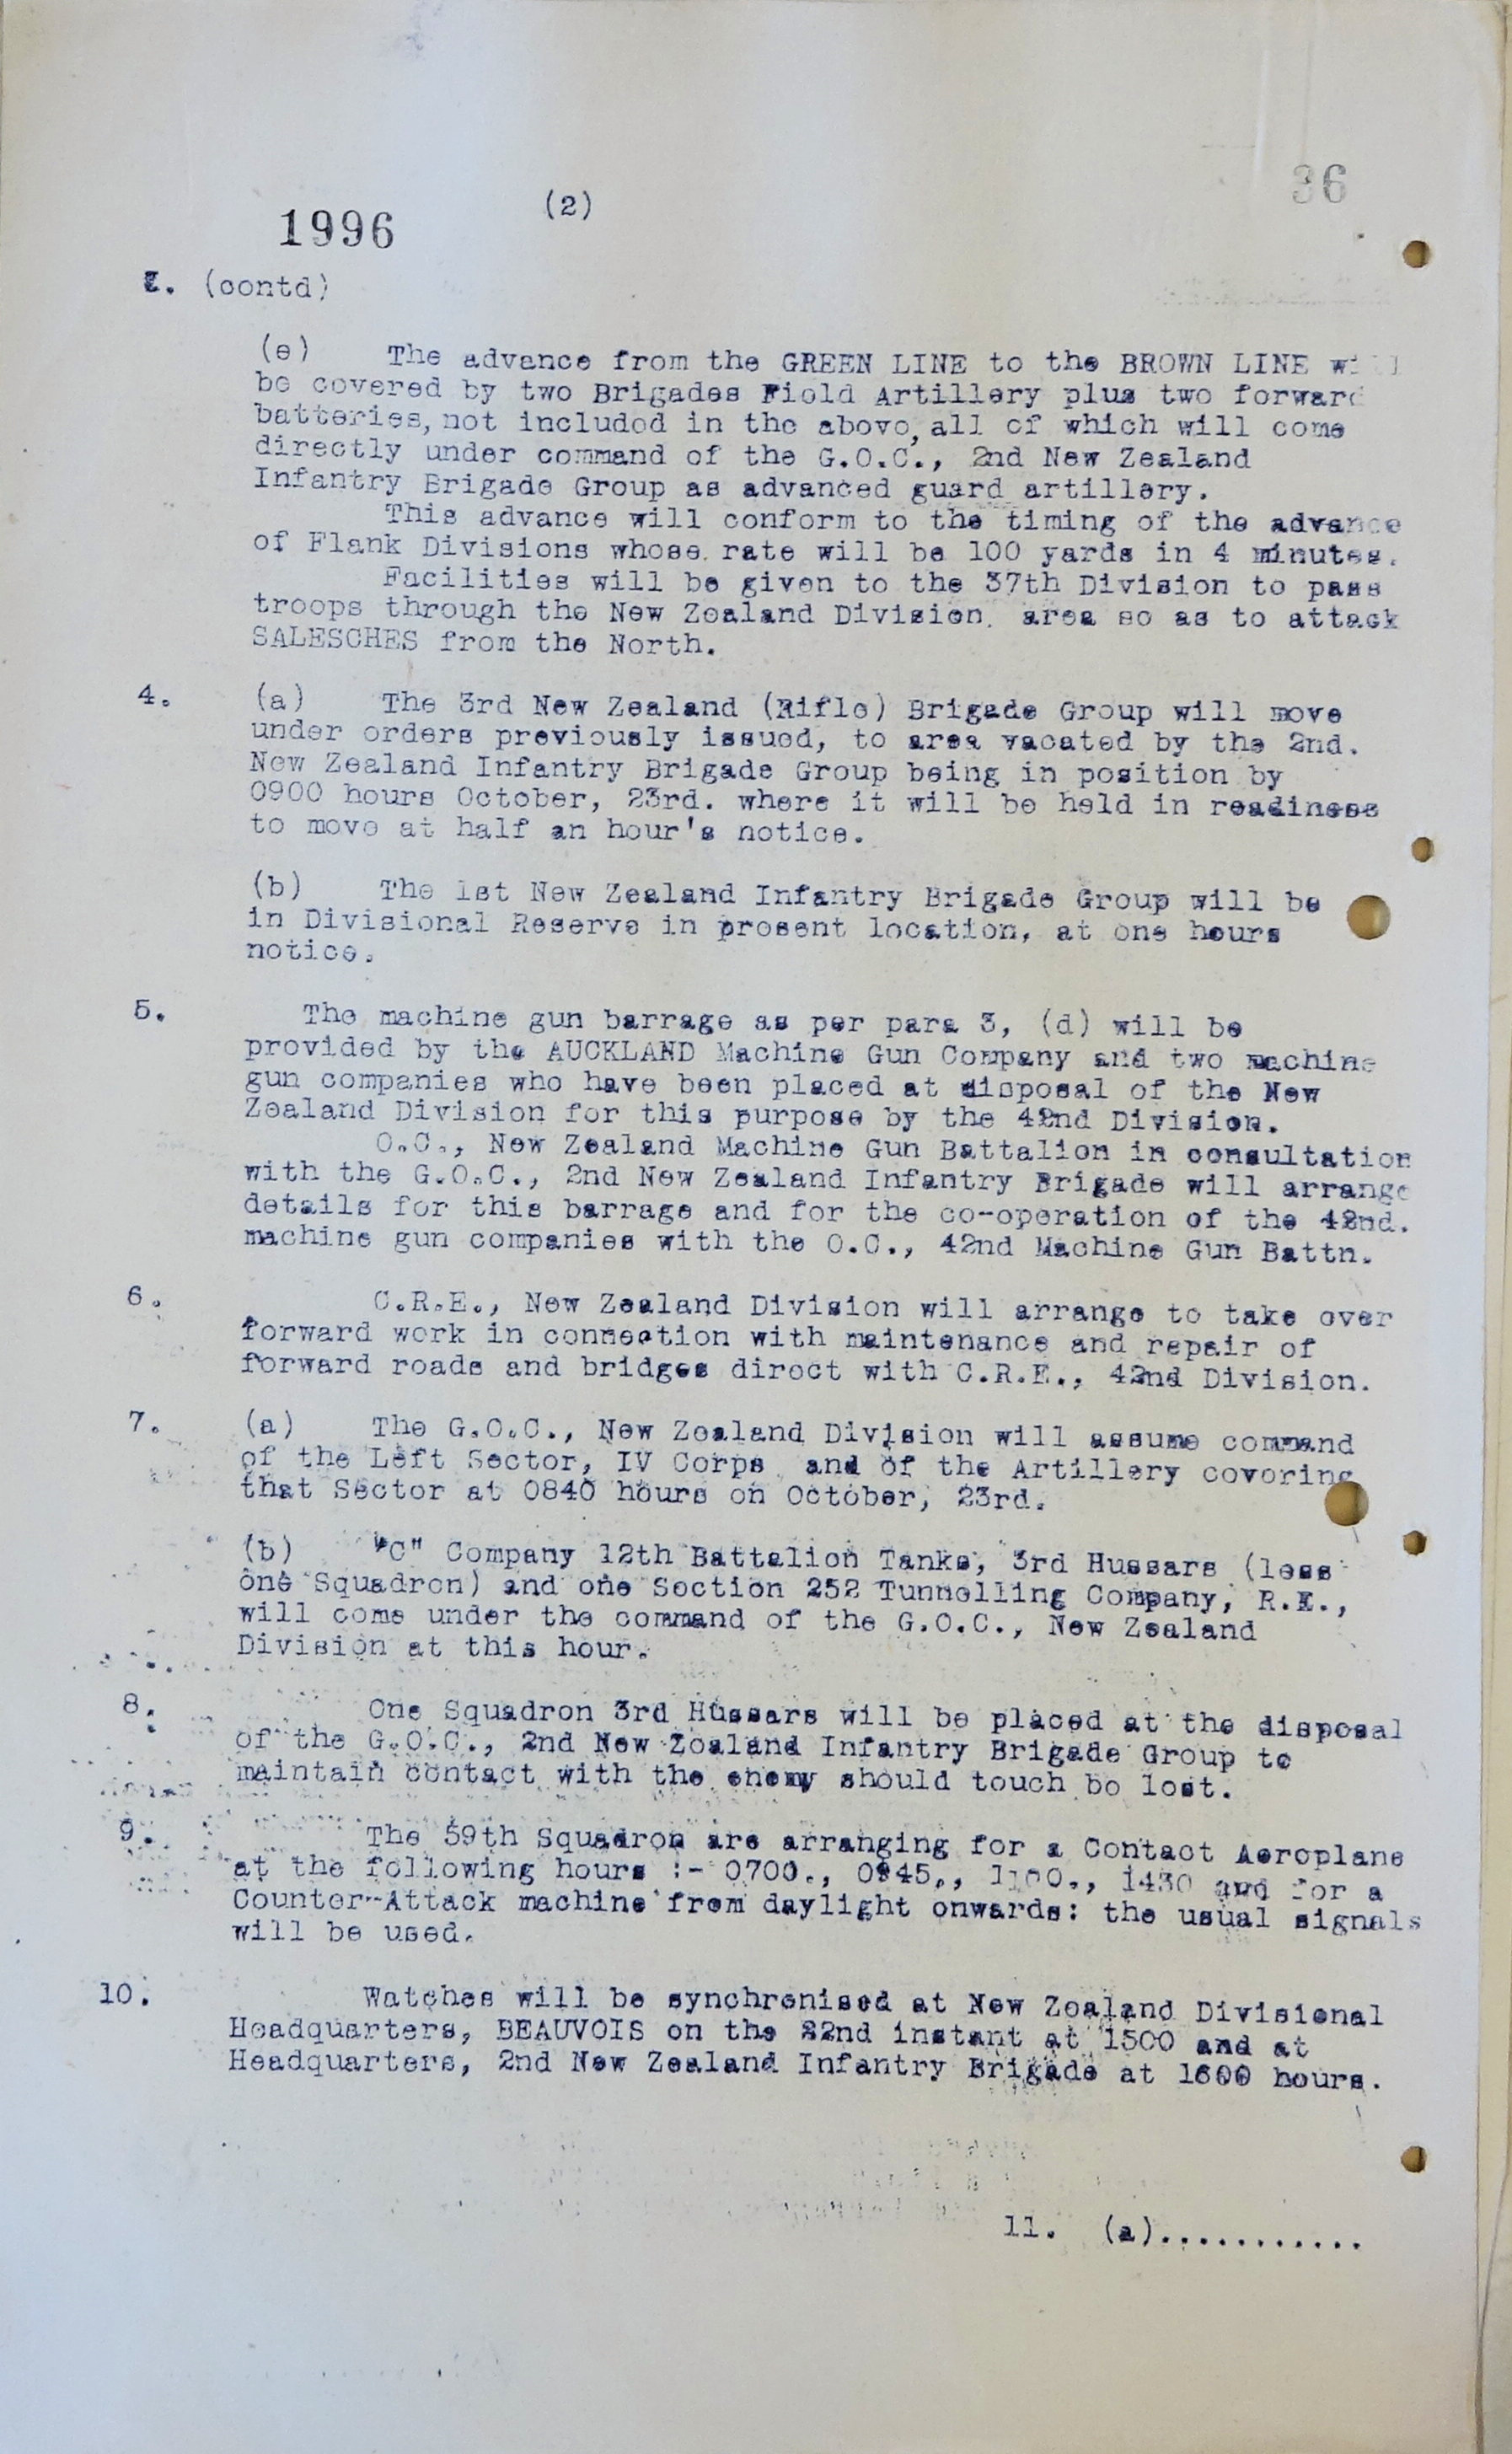 36
1996 (2)
3. (contd)
(e) The advance from the GREEN LINE to the BROWN LINE will
be covered by two Brigades Field Artillery plus two forward
batteries, not included in the above, all of which will come
directly under command of the G.O.C., 2nd New Zealand
Infantry Brigade Group as advanced guard artillery.
This advance will conform to the timing of the advance
of Flank Divisions whose rate will be 100 yards in 4 minutes.
Facilities will be given to the 37th Division to pass
troops through the New Zealand Division area so as to attack
SALESCHES from the North.
4. (a) The 3rd New Zealand (Rifle) Brigade Group will move
under orders previously issued, to area vacated by the 2nd.
New Zealand Infantry Brigade Group being in position by
0900 hours October, 23rd. where it will be held in readiness
to move at half an hour's notice.
(b) The 1st New Zealand Infantry Brigade Group will be
in Divisional Reserve in present location, at one hours
notice.
5. The machine gun barrage as per para 3, (d) will be
provided by the AUCKLAND Machine Gun Company and two machine
gun companies who have been placed at disposal of the New
Zealand Division for this purpose by the 42nd Division.
O.C., New Zealand Machine Gun Battalion in consultation
with the G.O.C., 2nd New Zealand Infantry Brigade will arrange
details for this barrage and for the co-operation of the 42nd.
machine gun companies with the O.C., 42nd Machine Gun Battn.
6. C.R.E., New Zealand Division will arrange to take over
forward work in connection with maintenance and repair of
forward roads and bridges direct with C.R.E., 42nd Division.
7. (a) The G.O.C., New Zealand Division will assume command
of the Left Sector, IV Corps and of the Artillery covering
that Sector at 0840 hours on October, 23rd.
(b) "C" Company 12th Battalion Tanks, 3rd Hussars (less
one Squadron) and one Section 252 Tunnelling Company, R.E.,
will come under the command of the G.O.C., New Zealand
Division at this hour.
8. One Squadron 3rd Hussars will be placed at the disposal
of the G.O.C., 2nd New Zealand Infantry Brigade Group to
maintain contact with the enemy should touch be lost.
9. The 59th Squadron are arranging for a Contact Aeroplane
at the following hours :- 0700., 0945., 1100., 1430 and for a
Counter-Attack machine from daylight onwards: the usual signals
will be used.
10. Watches will be synchronised at New Zealand Divisional
Headquarters, BEAUVOIS on the 22nd instant at 1500 and at
Headquarters, 2nd New Zealand Infantry Brigade at 1600 hours.
11. (a)............